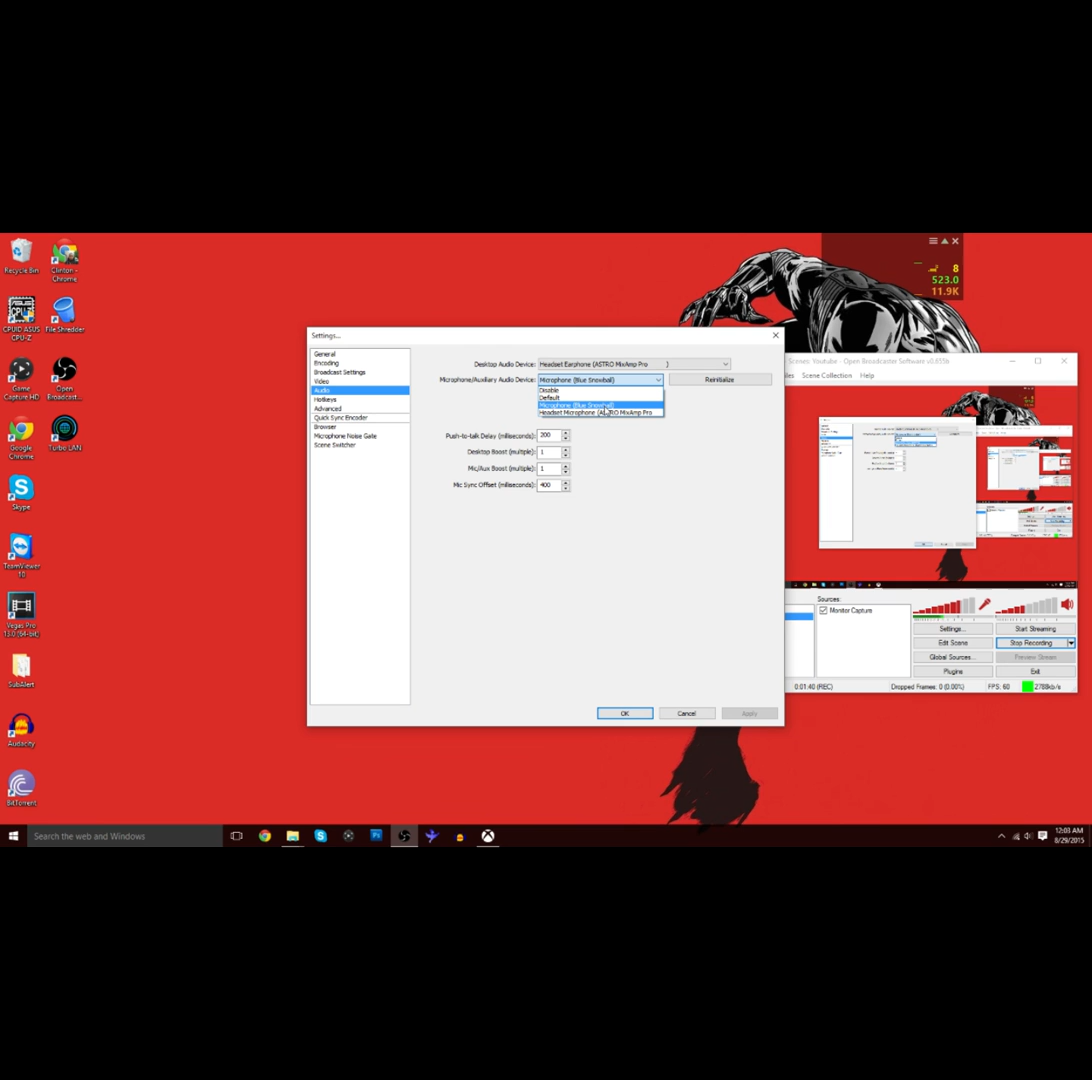 Recycle Bin
Clinton -
Chrome
CPUID ASUS
CPU-Z
File Shredder
Game
Capture HD
Open
Broadcast...
Google
Chrome
Turbo LAN
Skype
TeamViewer
10
Vegas Pro
13.0 (64-bit)
SubAlert
Audacity
BitTorrent
8
523.0
11.9K
Settings...
General
Encoding
Broadcast Settings
Video
Audio
Hotkeys
Advanced
Quick Sync Encoder
Browser
Microphone Noise Gate
Scene Switcher
Desktop Audio Device: Headset Earphone (ASTRO MixAmp Pro )
Microphone/Auxiliary Audio Device: Microphone (Blue Snowball) Reinitialize
Disable
Default
Microphone (Blue Snowball)
Headset Microphone (ASTRO MixAmp Pro
Push-to-talk Delay (miliseconds): 200
Desktop Boost (multiple): 1
Mic/Aux Boost (multiple): 1
Mic Sync Offset (miliseconds): 400
OK Cancel Apply
Scenes: Youtube - Open Broadcaster Software v0.655b
iles Scene Collection Help
Sources:
Monitor Capture
Settings... Start Streaming
Edit Scene Stop Recording
Global Sources... Preview Stream
Plugins Exit
0:01:40 (REC) Dropped Frames: 0 (0.00%) FPS: 60 2788kb/s
Search the web and Windows
12:03 AM
8/29/2015